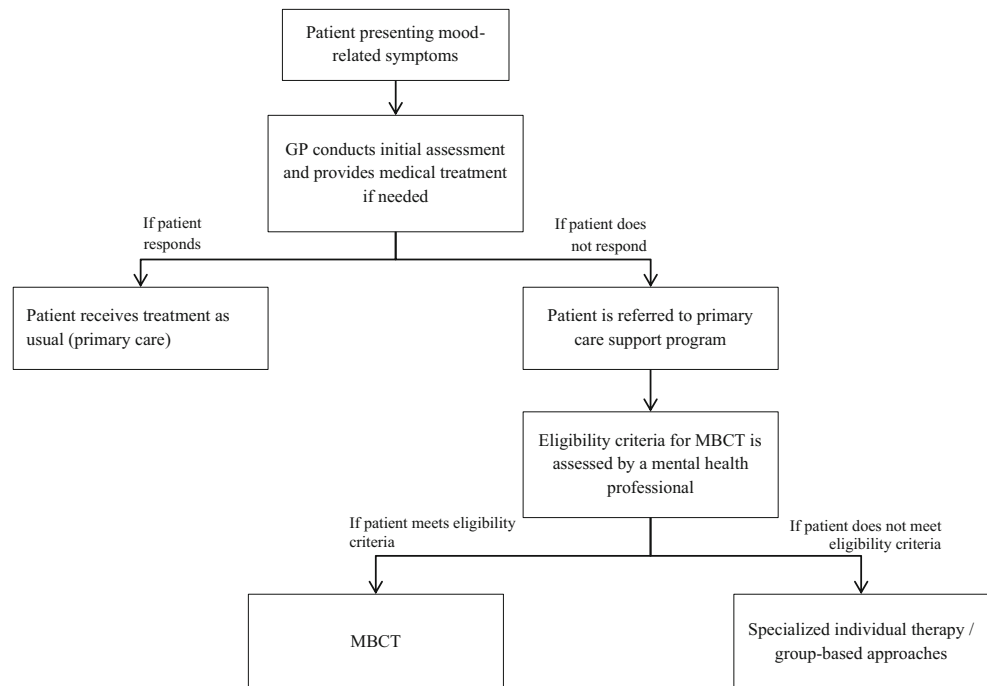 Patient presenting mood-
related symptoms
GP conducts initial assessment
and provides medical treatment
if needed
If patient
responds
If patient does
not respond
Patient receives treatment as
usual (primary care)
Patient is referred to primary
care support program
Eligibility criteria for MBCT is
assessed by a mental health
professional
If patient meets eligibility
criteria
If patient does not meet
eligibility criteria
MBCT
Specialized individual therapy /
group-based approaches